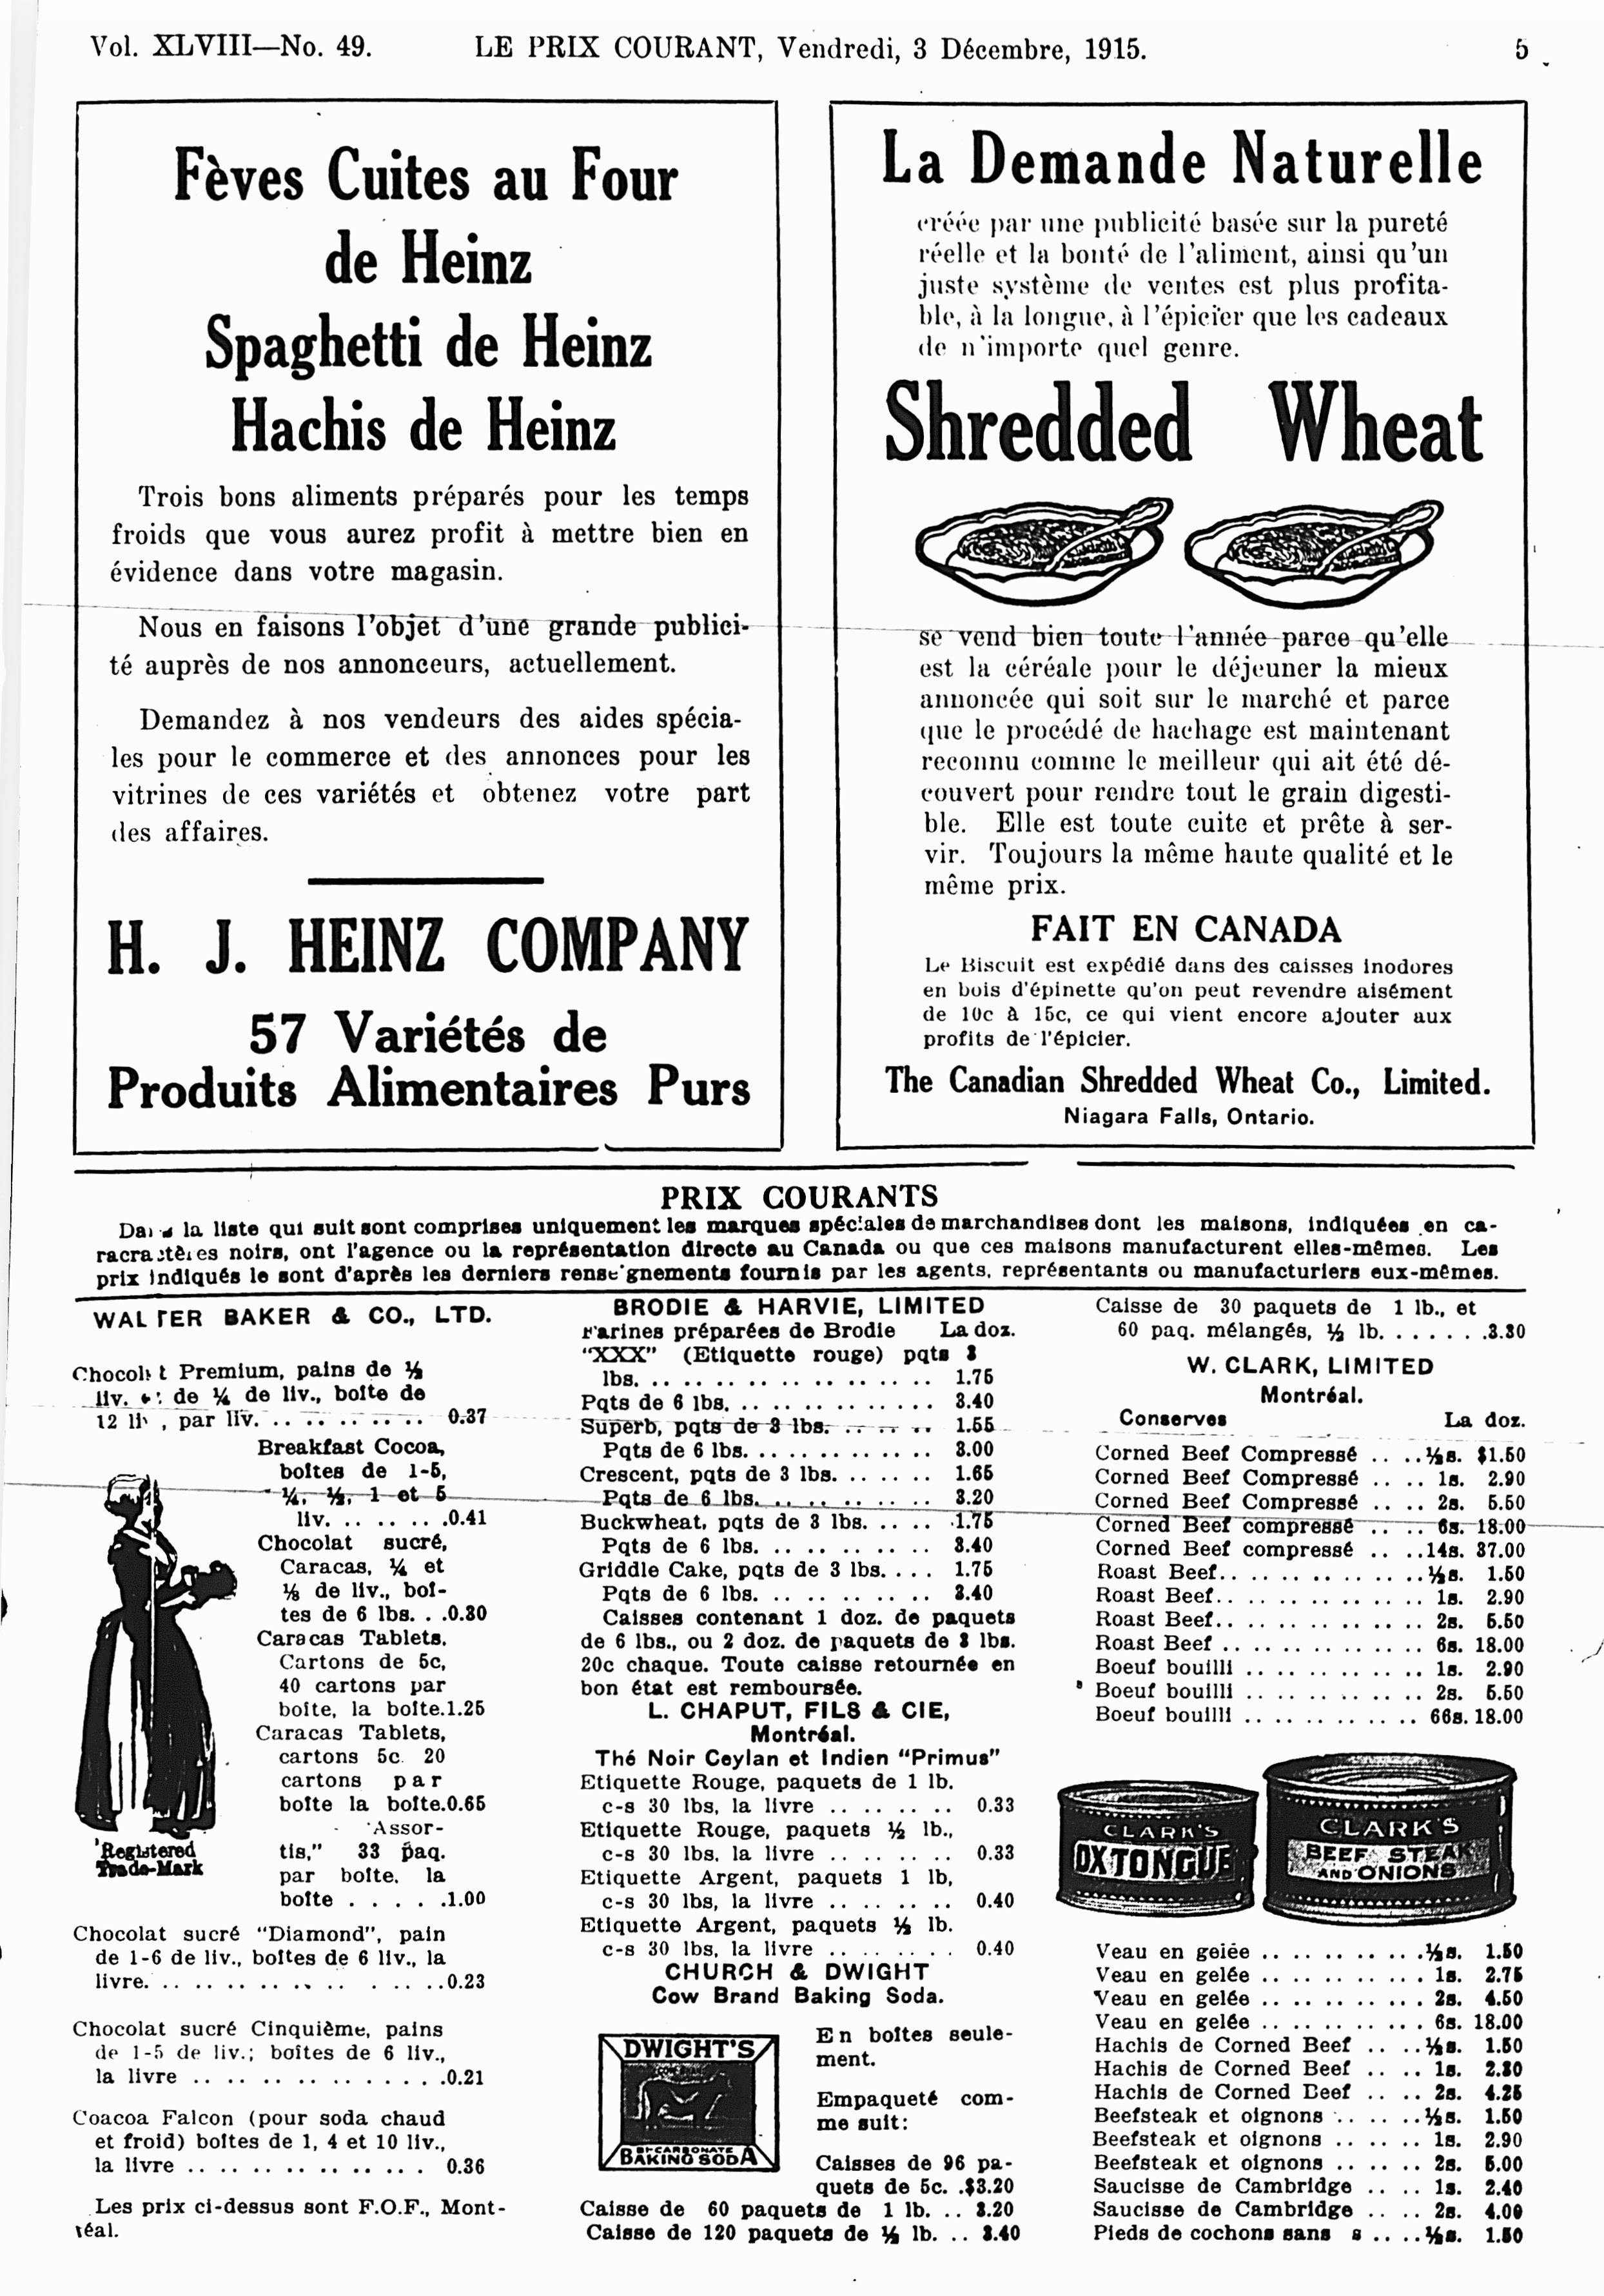 Vol. XLVIII—No. 49. LE PRIX COURANT, Vendredi, 3 Décembre, 1915. 5
Fèves Cuites au Four
de Heinz
Spaghetti de Heinz
Hachis de Heinz
Trois bons aliments préparés pour les temps
froids que vous aurez profit à mettre bien en
évidence dans votre magasin.
Nous en faisons l'objet d'une grande publici-
té auprès de nos annonceurs, actuellement.
Demandez à nos vendeurs des aides spécia-
les pour le commerce et des annonces pour les
vitrines de ces variétés et obtenez votre part
des affaires.
H. J. HEINZ COMPANY
57 Variétés de
Produits Alimentaires Purs
La Demande Naturelle
créée par une publicité basée sur la pureté
réelle et la bonté de l'aliment, ainsi qu'un
juste système de ventes est plus profita-
ble, à la longue, à l'épicier que les cadeaux
de n'importe quel genre.
Shredded Wheat
se vend bien toute l'année parce qu'elle
est la céréale pour le déjeuner la mieux
annoncée qui soit sur le marché et parce
que le procédé de hachage est maintenant
reconnu comme le meilleur qui ait été dé-
couvert pour rendre tout le grain digesti-
ble. Elle est toute cuite et prête à ser-
vir. Toujours la même haute qualité et le
même prix.
FAIT EN CANADA
Le Biscuit est expédié dans des caisses inodores
en bois d'épinette qu'on peut revendre aisément
de 10c à 15c, ce qui vient encore ajouter aux
profits de l'épicier.
The Canadian Shredded Wheat Co., Limited.
Niagara Falls, Ontario.
PRIX COURANTS
Dans la liste qui suit sont comprises uniquement les marques spéciales de marchandises dont les maisons, indiquées en ca-
racractères noirs, ont l'agence ou la représentation directe au Canada ou que ces maisons manufacturent elles-mêmes. Les
prix indiqués le sont d'après les derniers renseignements fournis par les agents, représentants ou manufacturiers eux-mêmes.
WALTER BAKER & CO., LTD.
Chocolat Premium, pains de ½
liv. et de ¼ de liv., boîte de
12 liv., par liv. .. .. .. .. .. .. 0.37
Breakfast Cocoa,
boîtes de 1-5,
¼, ½, 1 et 5
liv. .. .. .. .0.41
Chocolat sucré,
Caracas, ¼ et
⅛ de liv., boî-
tes de 6 lbs. . .0.30
Caracas Tablets.
Cartons de 5c,
40 cartons par
boîte, la boîte.1.25
Caracas Tablets,
cartons 5c. 20
cartons par
boîte la boîte.0.65
'Assor-
tis," 33 paq.
par boîte, la
boîte . . . . .1.00
Registered
Trade-Mark
Chocolat sucré "Diamond", pain
de 1-6 de liv., boîtes de 6 liv., la
livre. .. .. .. .. .. .. .. .. ..0.23
Chocolat sucré Cinquième, pains
de 1-5 de liv.; boîtes de 6 liv.,
la livre .. .. .. .. .. .. .. .. .0.21
Coacoa Falcon (pour soda chaud
et froid) boîtes de 1, 4 et 10 liv.,
la livre .. .. .. .. .. .. .. .. 0.36
Les prix ci-dessus sont F.O.F., Mont-
réal.
BRODIE & HARVIE, LIMITED
Farines préparées de Brodie La doz.
"XXX" (Etiquette rouge) pqts 3
lbs. .. .. .. .. .. .. .. .. .. 1.75
Pqts de 6 lbs. .. .. .. .. .. .. 3.40
Superb, pqts de 3 lbs. .. .. .. .. 1.55
Pqts de 6 lbs. .. .. .. .. .. .. 3.00
Crescent, pqts de 3 lbs. .. .. .. 1.65
Pqts de 6 lbs. .. .. .. .. .. .. 3.20
Buckwheat, pqts de 3 lbs. .. .. 1.75
Pqts de 6 lbs. .. .. .. .. .. .. 3.40
Griddle Cake, pqts de 3 lbs. .. .. 1.75
Pqts de 6 lbs. .. .. .. .. .. .. 3.40
Caisses contenant 1 doz. de paquets
de 6 lbs., ou 2 doz. de paquets de 3 lbs.
20c chaque. Toute caisse retournée en
bon état est remboursée.
L. CHAPUT, FILS & CIE,
Montréal.
Thé Noir Ceylan et Indien "Primus"
Etiquette Rouge, paquets de 1 lb.
c-s 30 lbs, la livre .. .. .. .. 0.33
Etiquette Rouge, paquets ½ lb.,
c-s 30 lbs, la livre .. .. .. .. 0.33
Etiquette Argent, paquets 1 lb,
c-s 30 lbs, la livre .. .. .. .. 0.40
Etiquette Argent, paquets ½ lb.
c-s 30 lbs, la livre .. .. .. .. 0.40
CHURCH & DWIGHT
Cow Brand Baking Soda.
DWIGHT'S
BI-CARBONATE
BAKING SODA
En boîtes seule-
ment.
Empaqueté com-
me suit:
Caisses de 96 pa-
quets de 5c. .$3.20
Caisse de 60 paquets de 1 lb. .. 3.20
Caisse de 120 paquets de ½ lb. .. 3.40
Caisse de 30 paquets de 1 lb., et
60 paq. mélangés, ½ lb. .. .. .. .3.30
W. CLARK, LIMITED
Montréal.
Conserves La doz.
Corned Beef Compressé .. ..½s. $1.50
Corned Beef Compressé .. .. 1s. 2.90
Corned Beef Compressé .. .. 2s. 5.50
Corned Beef compressé .. .. 6s. 18.00
Corned Beef compressé .. ..14s. 37.00
Roast Beef.. .. .. .. .. .. .. ..½s. 1.50
Roast Beef.. .. .. .. .. .. .. .. 1s. 2.90
Roast Beef.. .. .. .. .. .. .. .. 2s. 5.50
Roast Beef .. .. .. .. .. .. .. .. 6s. 18.00
Boeuf bouilli .. .. .. .. .. .. .. 1s. 2.90
Boeuf bouilli .. .. .. .. .. .. .. 2s. 5.50
Boeuf bouilli .. .. .. .. .. .. .. 66s. 18.00
CLARK'S
OX TONGUE
CLARK'S
BEEF STEAK
AND ONIONS
Veau en gelée .. .. .. .. .. .. .½s. 1.50
Veau en gelée .. .. .. .. .. .. .. 1s. 2.75
Veau en gelée .. .. .. .. .. .. .. 2s. 4.50
Veau en gelée .. .. .. .. .. .. .. 6s. 18.00
Hachis de Corned Beef .. ..½s. 1.50
Hachis de Corned Beef .. .. 1s. 2.80
Hachis de Corned Beef .. .. 2s. 4.25
Beefsteak et oignons .. .. ..½s. 1.50
Beefsteak et oignons .. .. .. 1s. 2.90
Beefsteak et oignons .. .. .. 2s. 5.00
Saucisse de Cambridge .. .. 1s. 2.40
Saucisse de Cambridge .. .. 2s. 4.00
Pieds de cochons sans s .. ..½s. 1.50